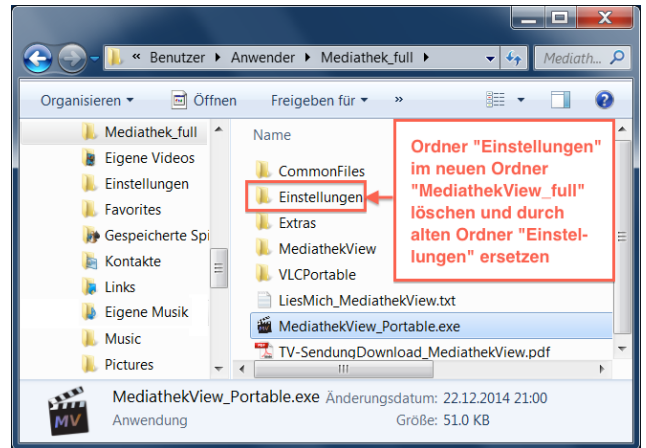 « Benutzer Anwender Mediathek_full
Mediath...
Organisieren Öffnen Freigeben für »
Mediathek_full
Eigene Videos
Einstellungen
Favorites
Gespeicherte Spi
Kontakte
Links
Eigene Musik
Music
Pictures
Name
CommonFiles
Einstellungen
Extras
MediathekView
VLCPortable
LiesMich_MediathekView.txt
MediathekView_Portable.exe
TV-SendungDownload_MediathekView.pdf
Ordner "Einstellungen"
im neuen Ordner
"MediathekView_full"
löschen und durch
alten Ordner "Einstel-
lungen" ersetzen
MV
MediathekView_Portable.exe Änderungsdatum: 22.12.2014 21:00
Anwendung Größe: 51.0 KB